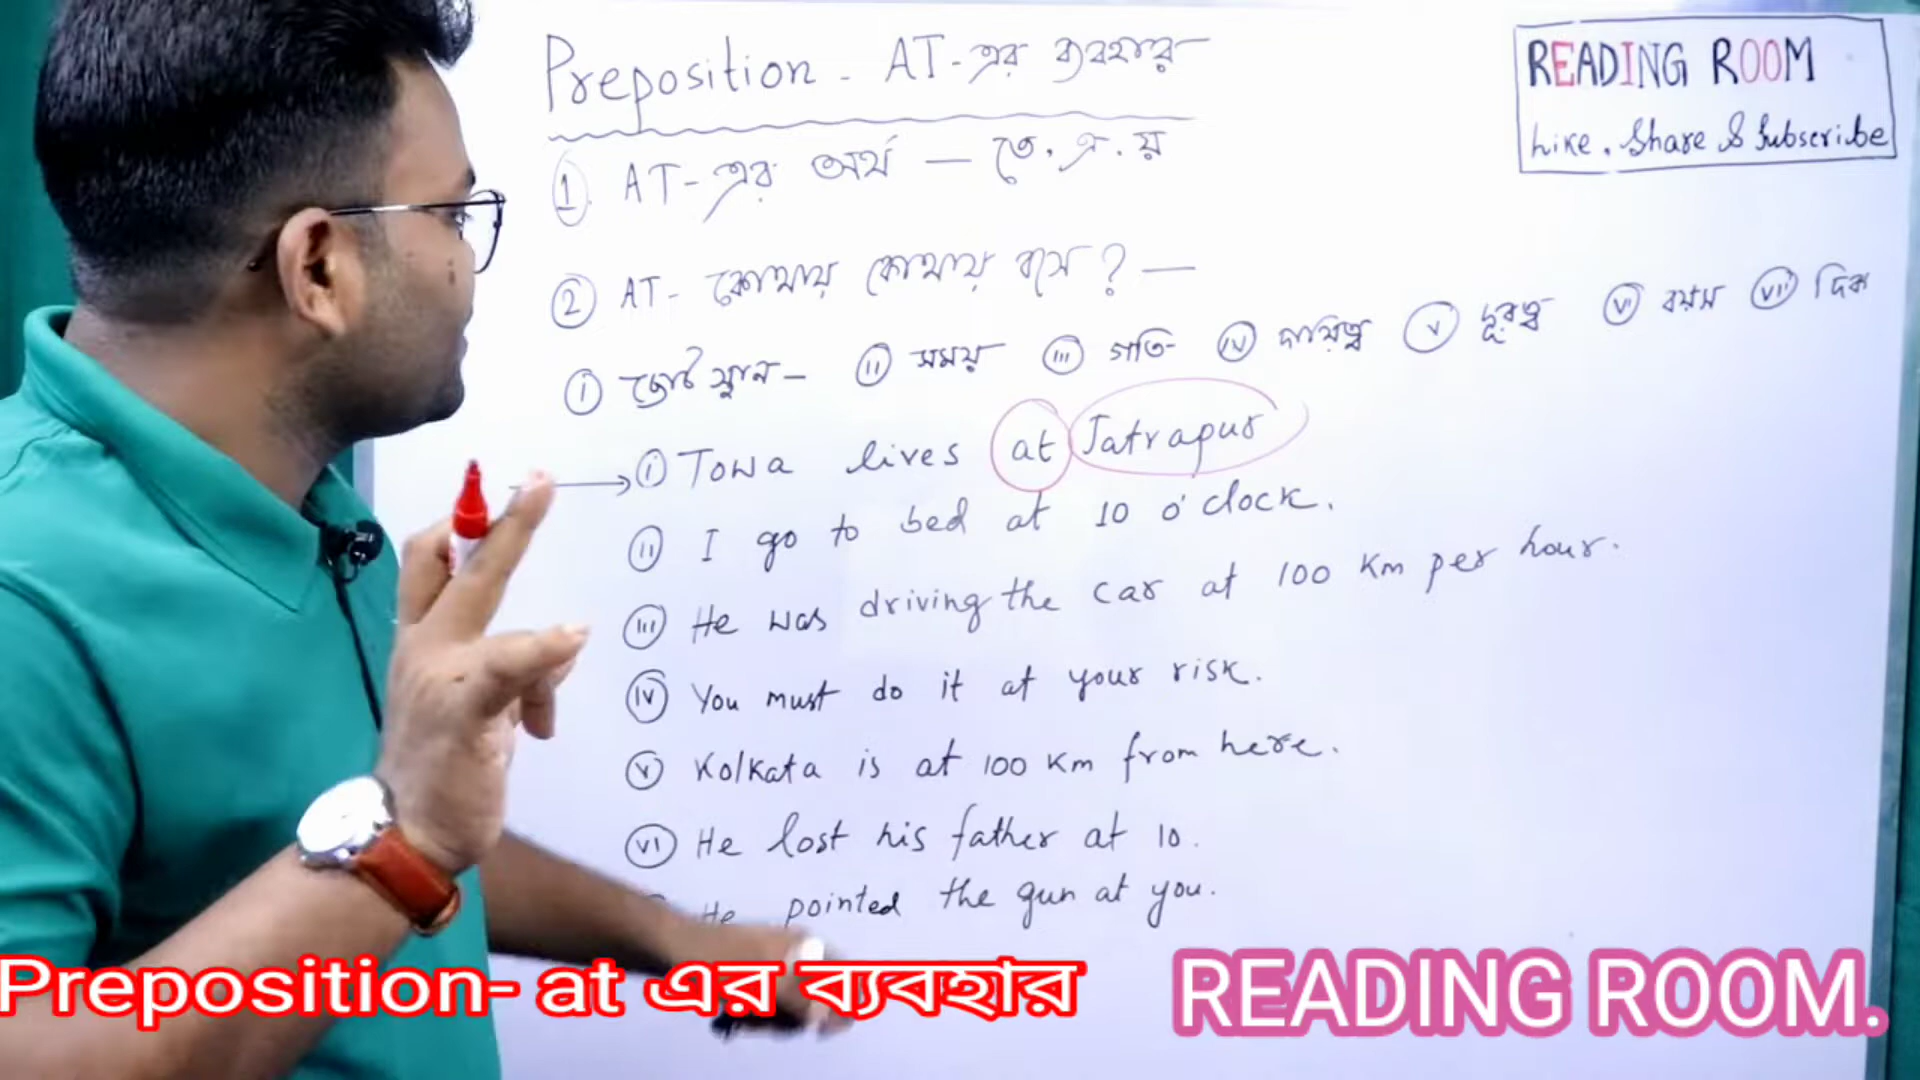 Preposition - AT-এর ব্যবহার
READING ROOM
Like. Share & Subscribe
① AT-এর অর্থ — তে. এ. য়
② AT- কোথায় কোথায় বসে ? —
ⓘ ছোট স্থান - ⅱ সময় ⅲ গতি ⅳ দায়িত্ব ⅴ দূরত্ব ⅵ বয়স ⅶ দিক
→ ⅰ Towa lives at Jatrapur
ⅱ I go to bed at 10 o'clock.
ⅲ He was driving the car at 100 Km per hour.
ⅳ You must do it at your risk.
ⅴ Kolkata is at 100 Km from here.
ⅵ He lost his father at 10.
He pointed the gun at you.
Preposition- at এর ব্যবহার
READING ROOM.